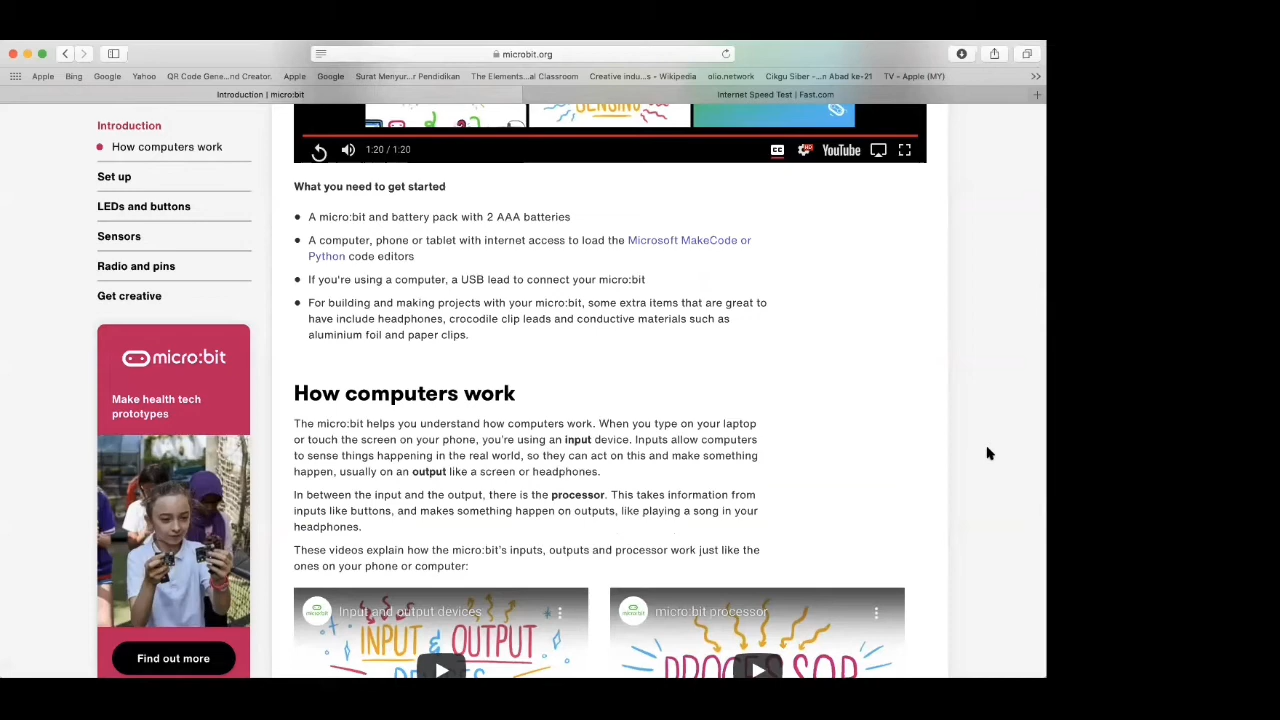 microbit.org
Apple Bing Google Yahoo QR Code Gene...nd Creator. Apple Google Surat Menyur...r Pendidikan The Elements...al Classroom Creative indu...s - Wikipedia olio.network Cikgu Siber -...n Abad ke-21 TV - Apple (MY)
Introduction | micro:bit
Internet Speed Test | Fast.com
Introduction
How computers work
Set up
LEDs and buttons
Sensors
Radio and pins
Get creative
micro:bit
Make health tech
prototypes
Find out more
SENSING
1:20 / 1:20
CC
HD
YouTube
What you need to get started
A micro:bit and battery pack with 2 AAA batteries
A computer, phone or tablet with internet access to load the Microsoft MakeCode or
Python code editors
If you're using a computer, a USB lead to connect your micro:bit
For building and making projects with your micro:bit, some extra items that are great to
have include headphones, crocodile clip leads and conductive materials such as
aluminium foil and paper clips.
How computers work
The micro:bit helps you understand how computers work. When you type on your laptop
or touch the screen on your phone, you're using an input device. Inputs allow computers
to sense things happening in the real world, so they can act on this and make something
happen, usually on an output like a screen or headphones.
In between the input and the output, there is the processor. This takes information from
inputs like buttons, and makes something happen on outputs, like playing a song in your
headphones.
These videos explain how the micro:bit's inputs, outputs and processor work just like the
ones on your phone or computer:
Input and output devices
INPUT & OUTPUT
DEVICES
micro:bit processor
PROCESSOR